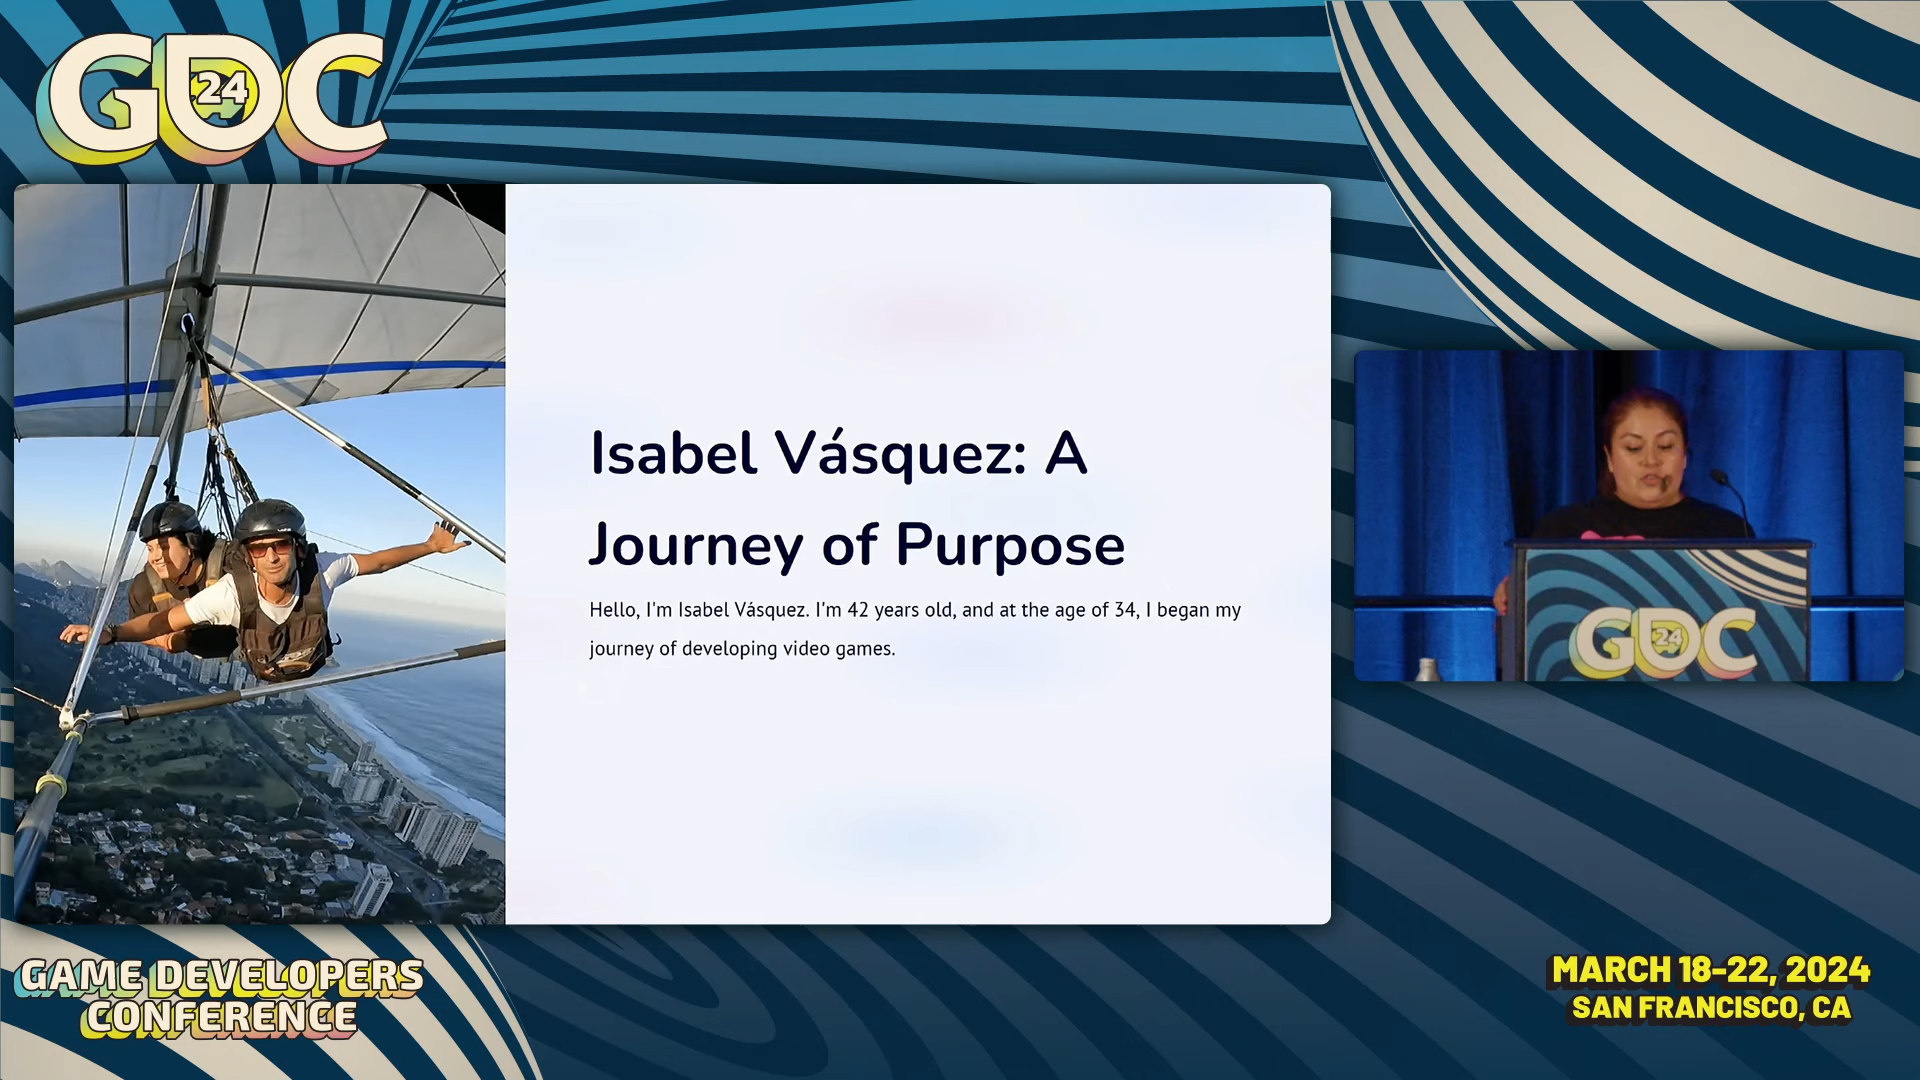 GDC
24
Isabel Vásquez: A
Journey of Purpose
Hello, I'm Isabel Vásquez. I'm 42 years old, and at the age of 34, I began my
journey of developing video games.
GDC
24
GAME DEVELOPERS
CONFERENCE
MARCH 18-22, 2024
SAN FRANCISCO, CA